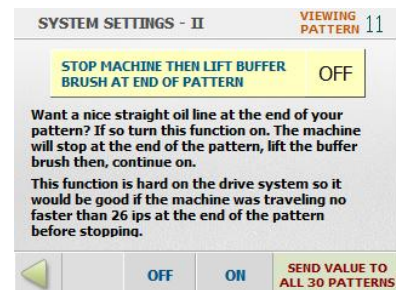 SYSTEM SETTINGS - II
VIEWING
PATTERN 11
STOP MACHINE THEN LIFT BUFFER
BRUSH AT END OF PATTERN
OFF
Want a nice straight oil line at the end of your
pattern? If so turn this function on. The machine
will stop at the end of the pattern, lift the buffer
brush then, continue on.
This function is hard on the drive system so it
would be good if the machine was traveling no
faster than 26 ips at the end of the pattern
before stopping.
OFF
ON
SEND VALUE TO
ALL 30 PATTERNS